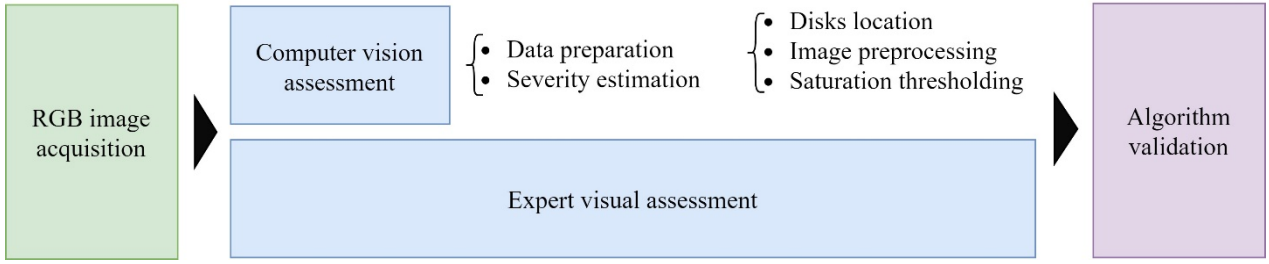 RGB image
acquisition
Computer vision
assessment
• Data preparation
• Severity estimation
• Disks location
• Image preprocessing
• Saturation thresholding
Expert visual assessment
Algorithm
validation